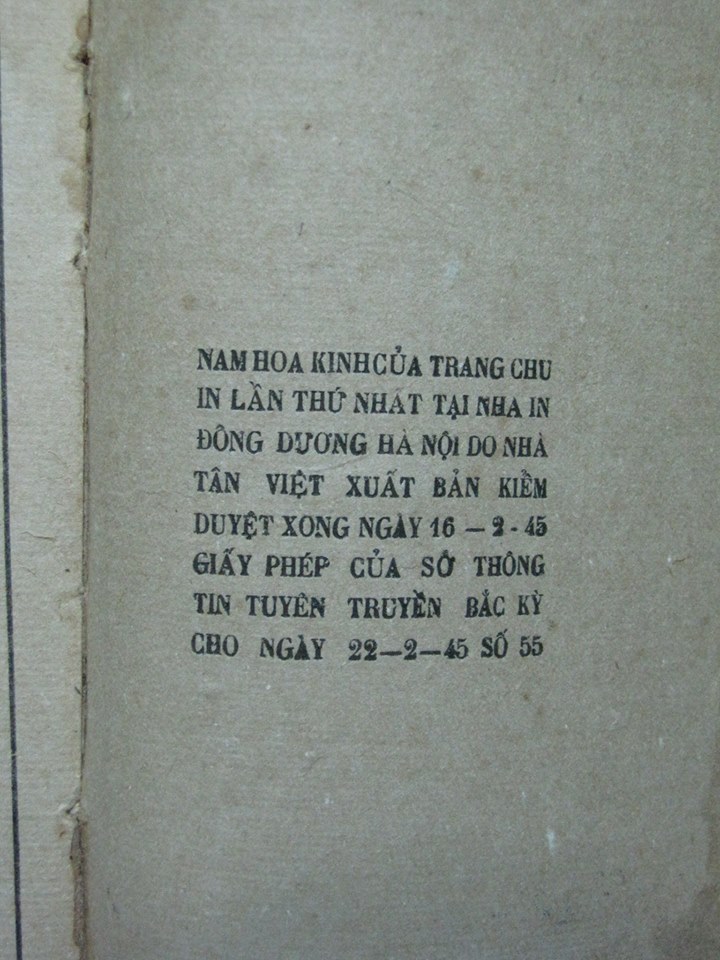 NAM HOA KINH CỦA TRANG CHU
IN LẦN THỨ NHẤT TẠI NHA IN
ĐÔNG DƯƠNG HÀ NỘI DO NHÀ
TÂN VIỆT XUẤT BẢN KIỀM
DUYỆT XONG NGÀY 16 – 2 - 45
GIẤY PHÉP CỦA SỞ THÔNG
TIN TUYÊN TRUYỀN BẮC KỲ
CHO NGÀY 22–2–45 SỐ 55